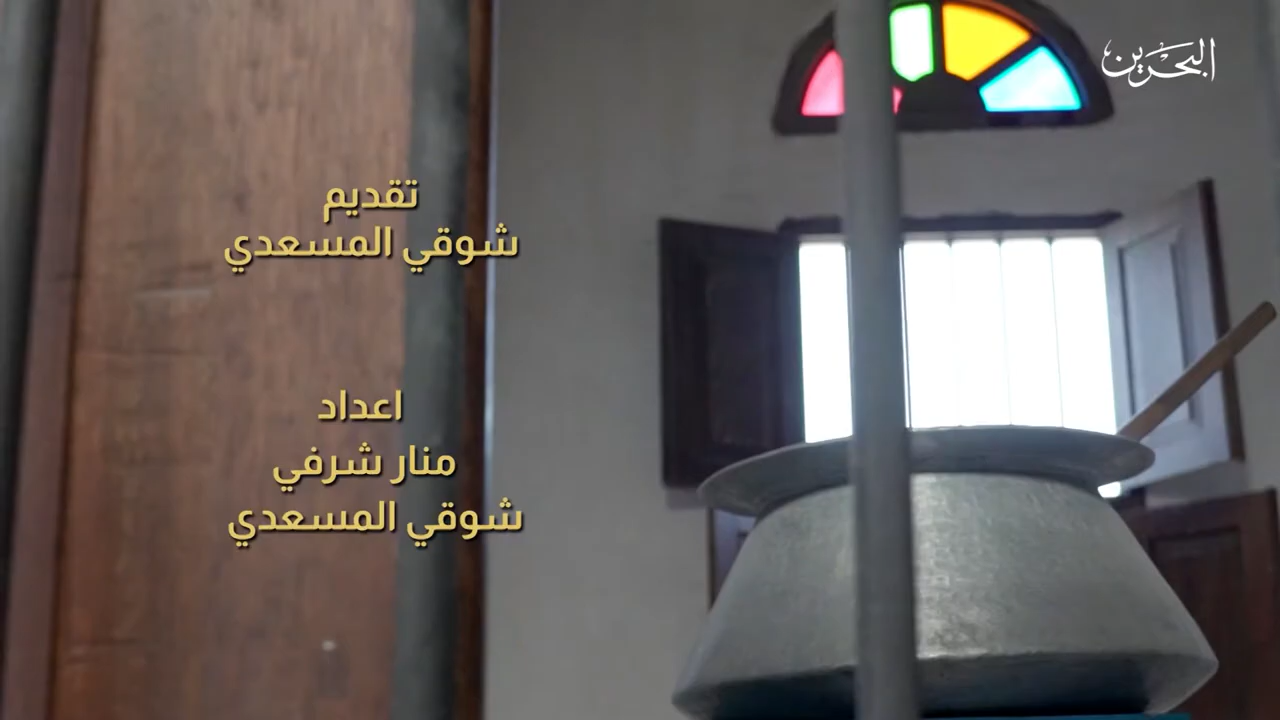 البحرين
تقديم
شوقي المسعدي
اعداد
منار شرفي
شوقي المسعدي